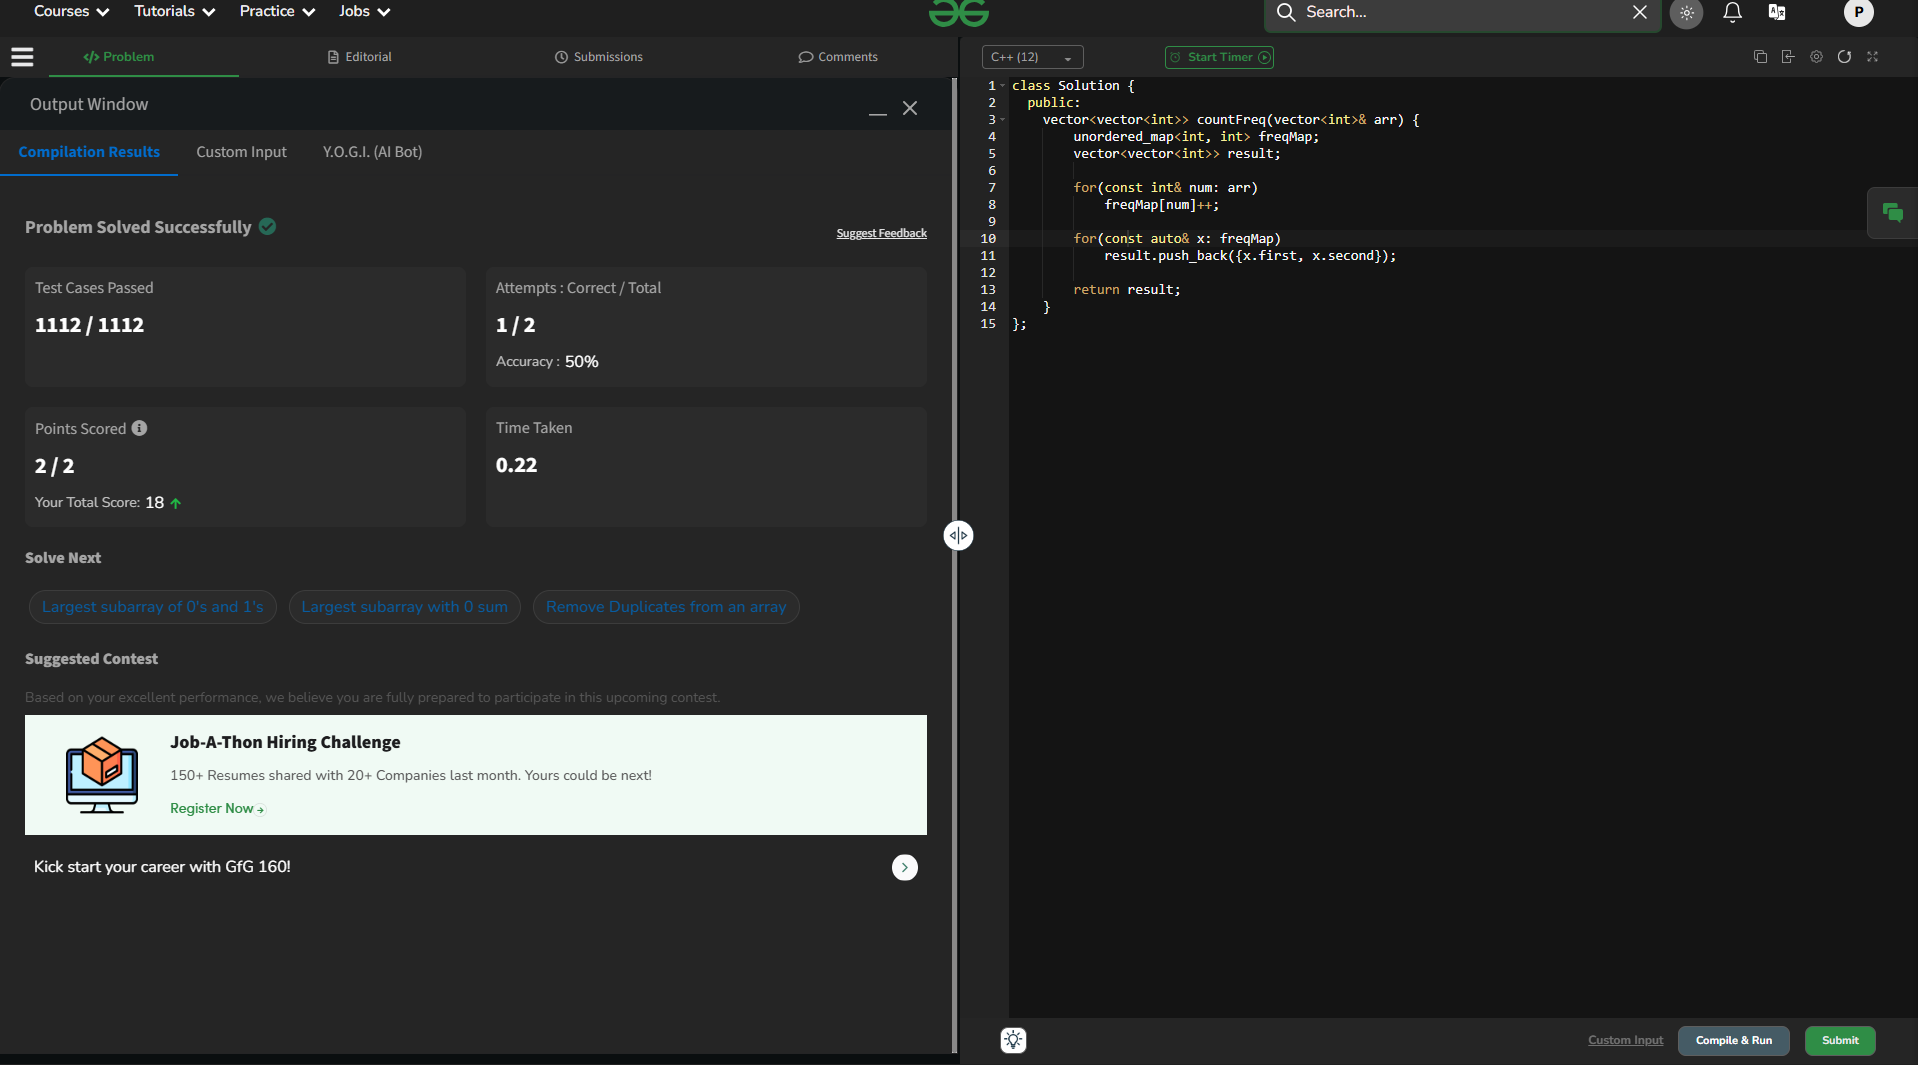 Courses Tutorials Practice Jobs
Search...
P
Problem Editorial Submissions Comments
C++ (12) Start Timer
Output Window
Compilation Results Custom Input Y.O.G.I. (AI Bot)
Problem Solved Successfully
Suggest Feedback
Test Cases Passed
1112 / 1112
Attempts : Correct / Total
1 / 2
Accuracy : 50%
Points Scored
2 / 2
Your Total Score: 18
Time Taken
0.22
Solve Next
Largest subarray of 0's and 1's Largest subarray with 0 sum Remove Duplicates from an array
Suggested Contest
Based on your excellent performance, we believe you are fully prepared to participate in this upcoming contest.
Job-A-Thon Hiring Challenge
150+ Resumes shared with 20+ Companies last month. Yours could be next!
Register Now
Kick start your career with GfG 160!
1 class Solution {
2 public:
3 vector<vector<int>> countFreq(vector<int>& arr) {
4 unordered_map<int, int> freqMap;
5 vector<vector<int>> result;
6
7 for(const int& num: arr)
8 freqMap[num]++;
9
10 for(const auto& x: freqMap)
11 result.push_back({x.first, x.second});
12
13 return result;
14 }
15 };
Custom Input Compile & Run Submit